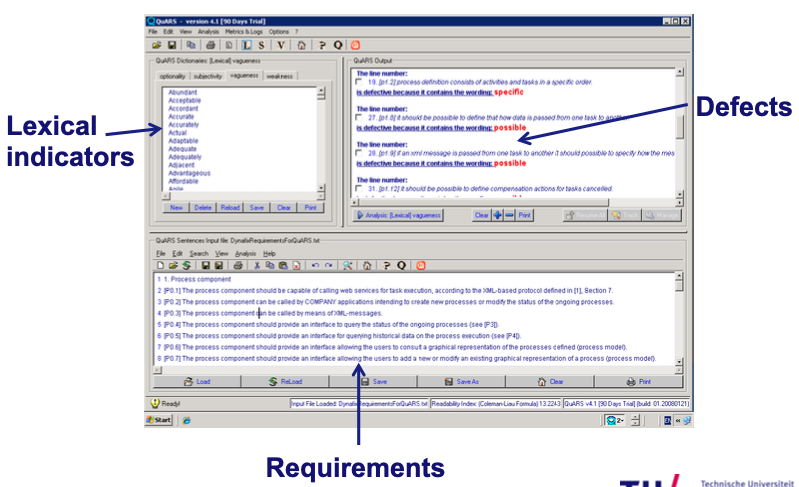 QuARS - version 4.1 [90 Days Trial]
File Edit View Analysis Metrics & Logs Options ?
L S V ? Q
QuARS Dictionaries: [Lexical] vagueness
optionality subjectivity vagueness weakness
Abundant
Acceptable
Accordant
Accurate
Accurately
Actual
Adaptable
Adequate
Adequately
Adjacent
Advantageous
Affordable
Agile
New Delete Reload Save Clear Print
Lexical
indicators
QuARS Output
The line number:
19. [p1.2] process definition consists of activities and tasks in a specific order.
is defective because it contains the wording: specific
The line number:
27. [p1.8] it should be possible to define that how data is passed from one task to another
is defective because it contains the wording: possible
The line number:
28. [p1.9] if an xml message is passed from one task to another it should possible to specify how the mes
is defective because it contains the wording: possible
The line number:
31. [p1.12] it should be possible to define compensation actions for tasks cancelled.
Analysis: [Lexical] vagueness Clear Print Track Manage
Defects
QuARS Sentences Input file: DynalixRequirementsForQuARS.txt
File Edit Search View Analysis Help
? Q
1 1. Process component
2 [P0.1] The process component should be capable of calling web services for task execution, according to the XML-based protocol defined in [1], Section 7.
3 [P0.2] The process component can be called by COMPANY applications intending to create new processes or modify the status of the ongoing processes.
4 [P0.3] The process component can be called by means of XML-messages.
5 [P0.4] The process component should provide an interface to query the status of the ongoing processes (see [P3]).
6 [P0.5] The process component should provide an interface for querying historical data on the process execution (see [P4]).
7 [P0.6] The process component should provide an interface allowing the users to consult a graphical representation of the processes cefined (process model).
8 [P0.7] The process component should provide an interface allowing the users to add a new or modify an existing graphical representation of a process (process model).
Load ReLoad Save Save As Clear Print
Ready! Input File Loaded: DynalixRequirementsForQuARS.txt Readability Index: (Coleman-Liau Formula) 13.2243 QuARS v4.1 [90 Days Trial] (build: 01.20080121)
Start 2 EN
Requirements
TU/
Technische Universiteit